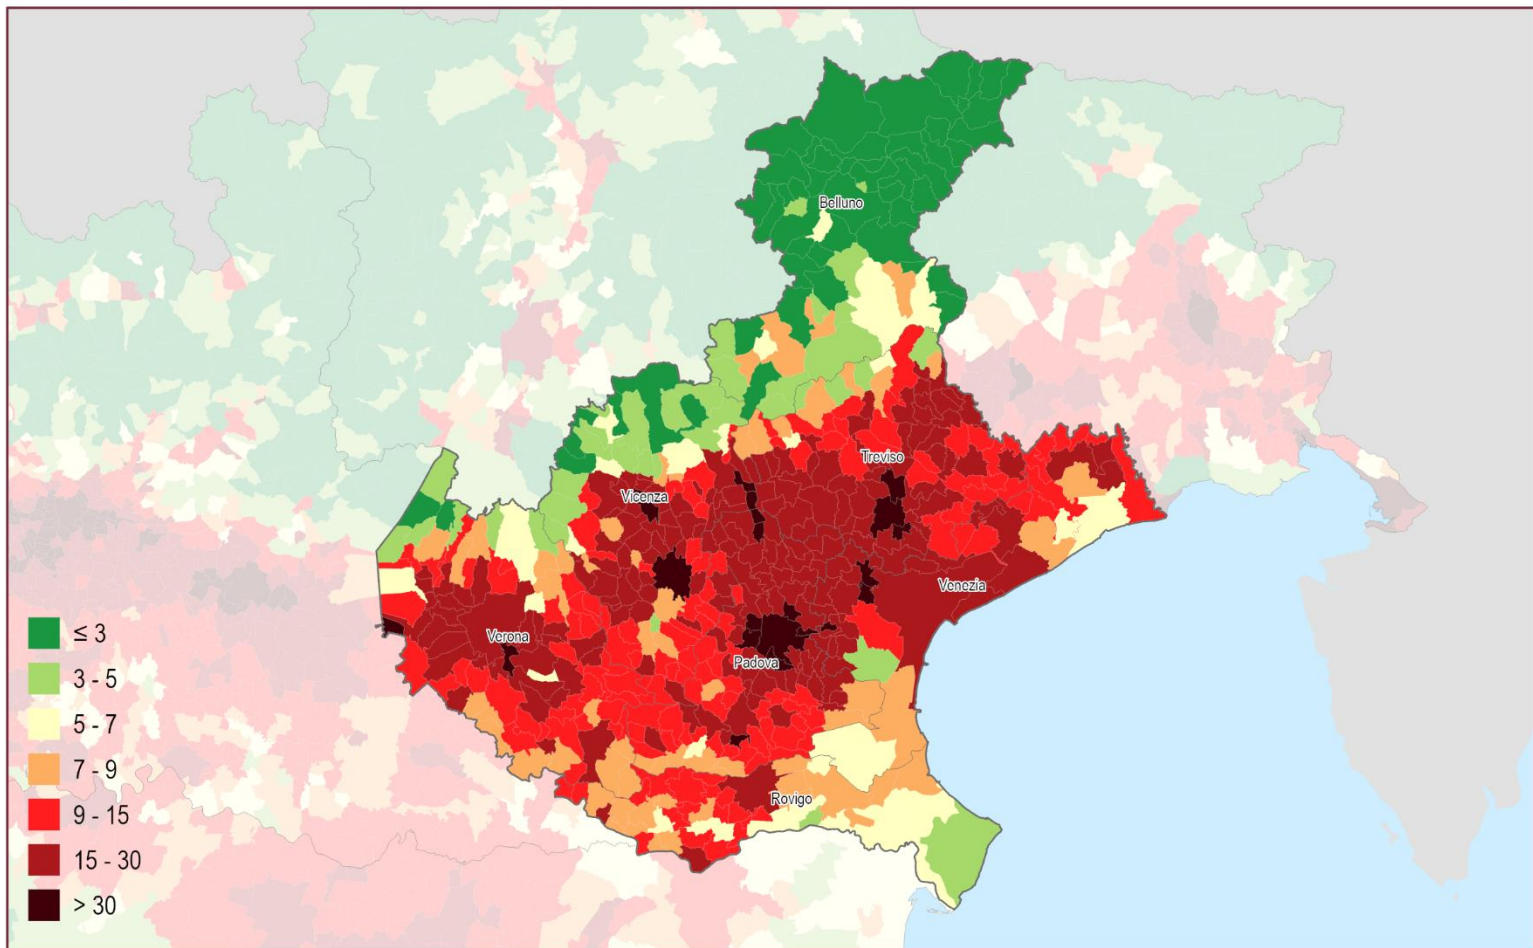 Belluno
Treviso
Vicenza
Venezia
Verona
Padova
Rovigo
≤ 3
3 - 5
5 - 7
7 - 9
9 - 15
15 - 30
> 30